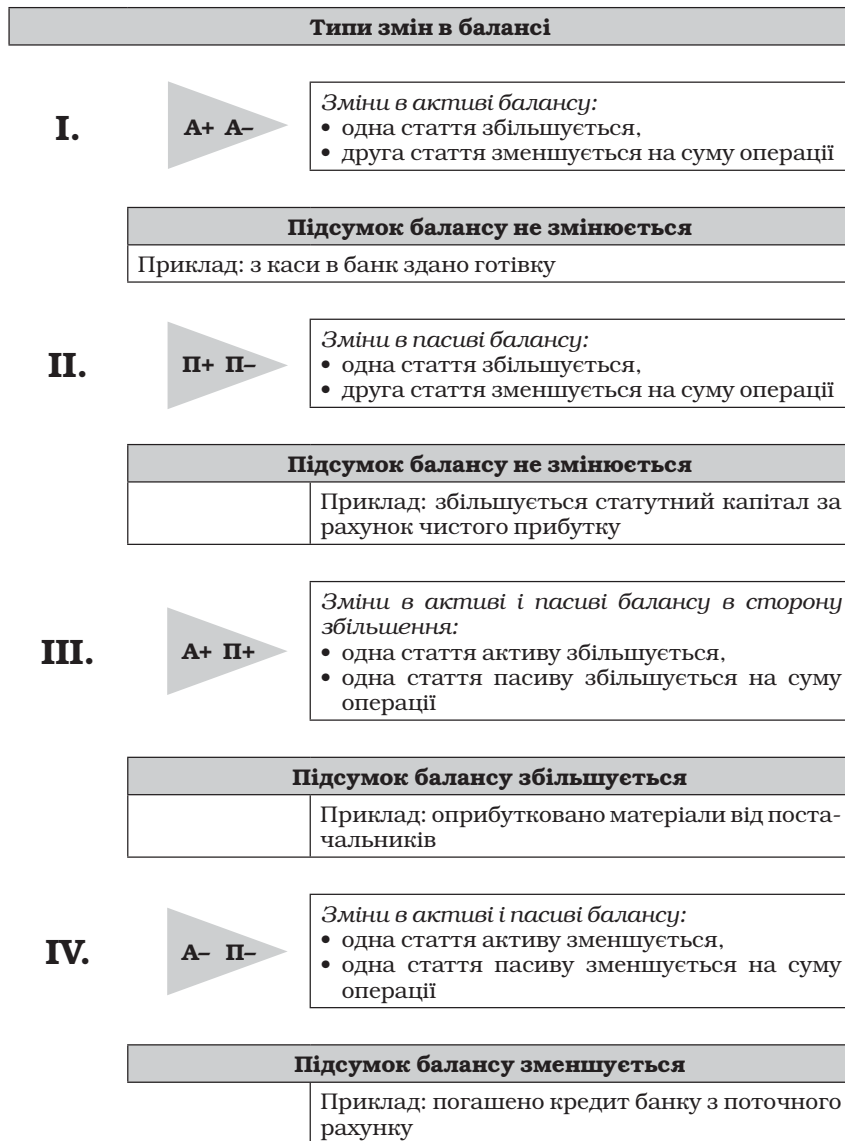 Типи змін в балансі
I.
А+ А–
Зміни в активі балансу:
• одна стаття збільшується,
• друга стаття зменшується на суму операції
Підсумок балансу не змінюється
Приклад: з каси в банк здано готівку
II.
П+ П–
Зміни в пасиві балансу:
• одна стаття збільшується,
• друга стаття зменшується на суму операції
Підсумок балансу не змінюється
Приклад: збільшується статутний капітал за
рахунок чистого прибутку
III.
А+ П+
Зміни в активі і пасиві балансу в сторону
збільшення:
• одна стаття активу збільшується,
• одна стаття пасиву збільшується на суму
операції
Підсумок балансу збільшується
Приклад: оприбутковано матеріали від поста-
чальників
IV.
А– П–
Зміни в активі і пасиві балансу:
• одна стаття активу зменшується,
• одна стаття пасиву зменшується на суму
операції
Підсумок балансу зменшується
Приклад: погашено кредит банку з поточного
рахунку